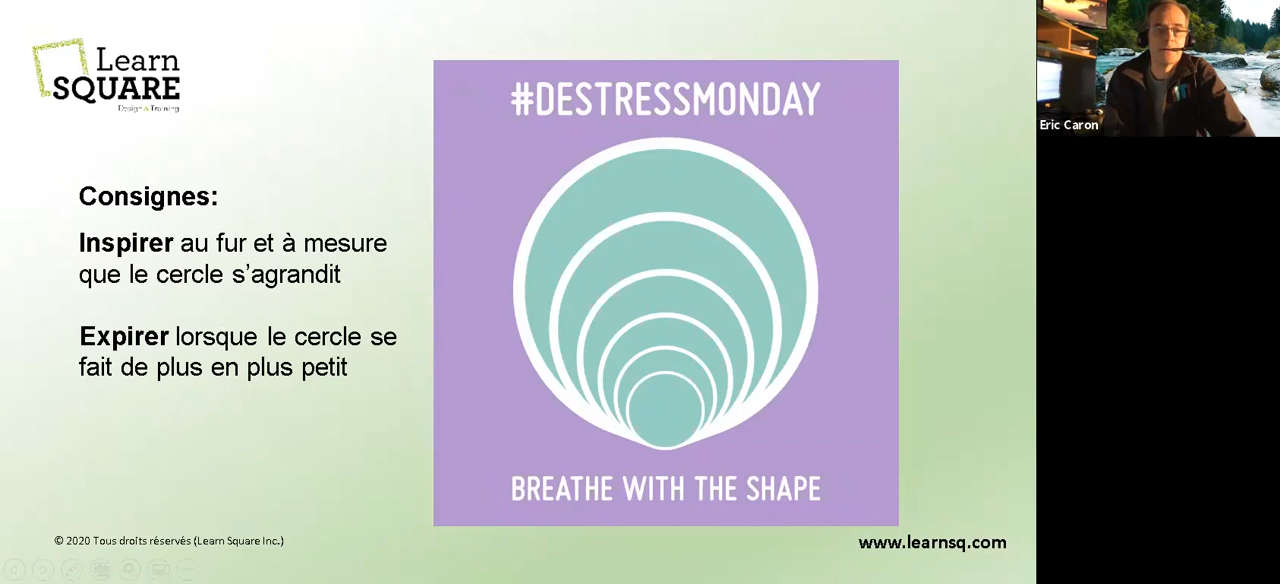 Learn
SQUARE
Design & Training
#DESTRESSMONDAY
Eric Caron
Consignes:
Inspirer au fur et à mesure
que le cercle s’agrandit
Expirer lorsque le cercle se
fait de plus en plus petit
BREATHE WITH THE SHAPE
© 2020 Tous droits réservés (Learn Square Inc.)
www.learnsq.com